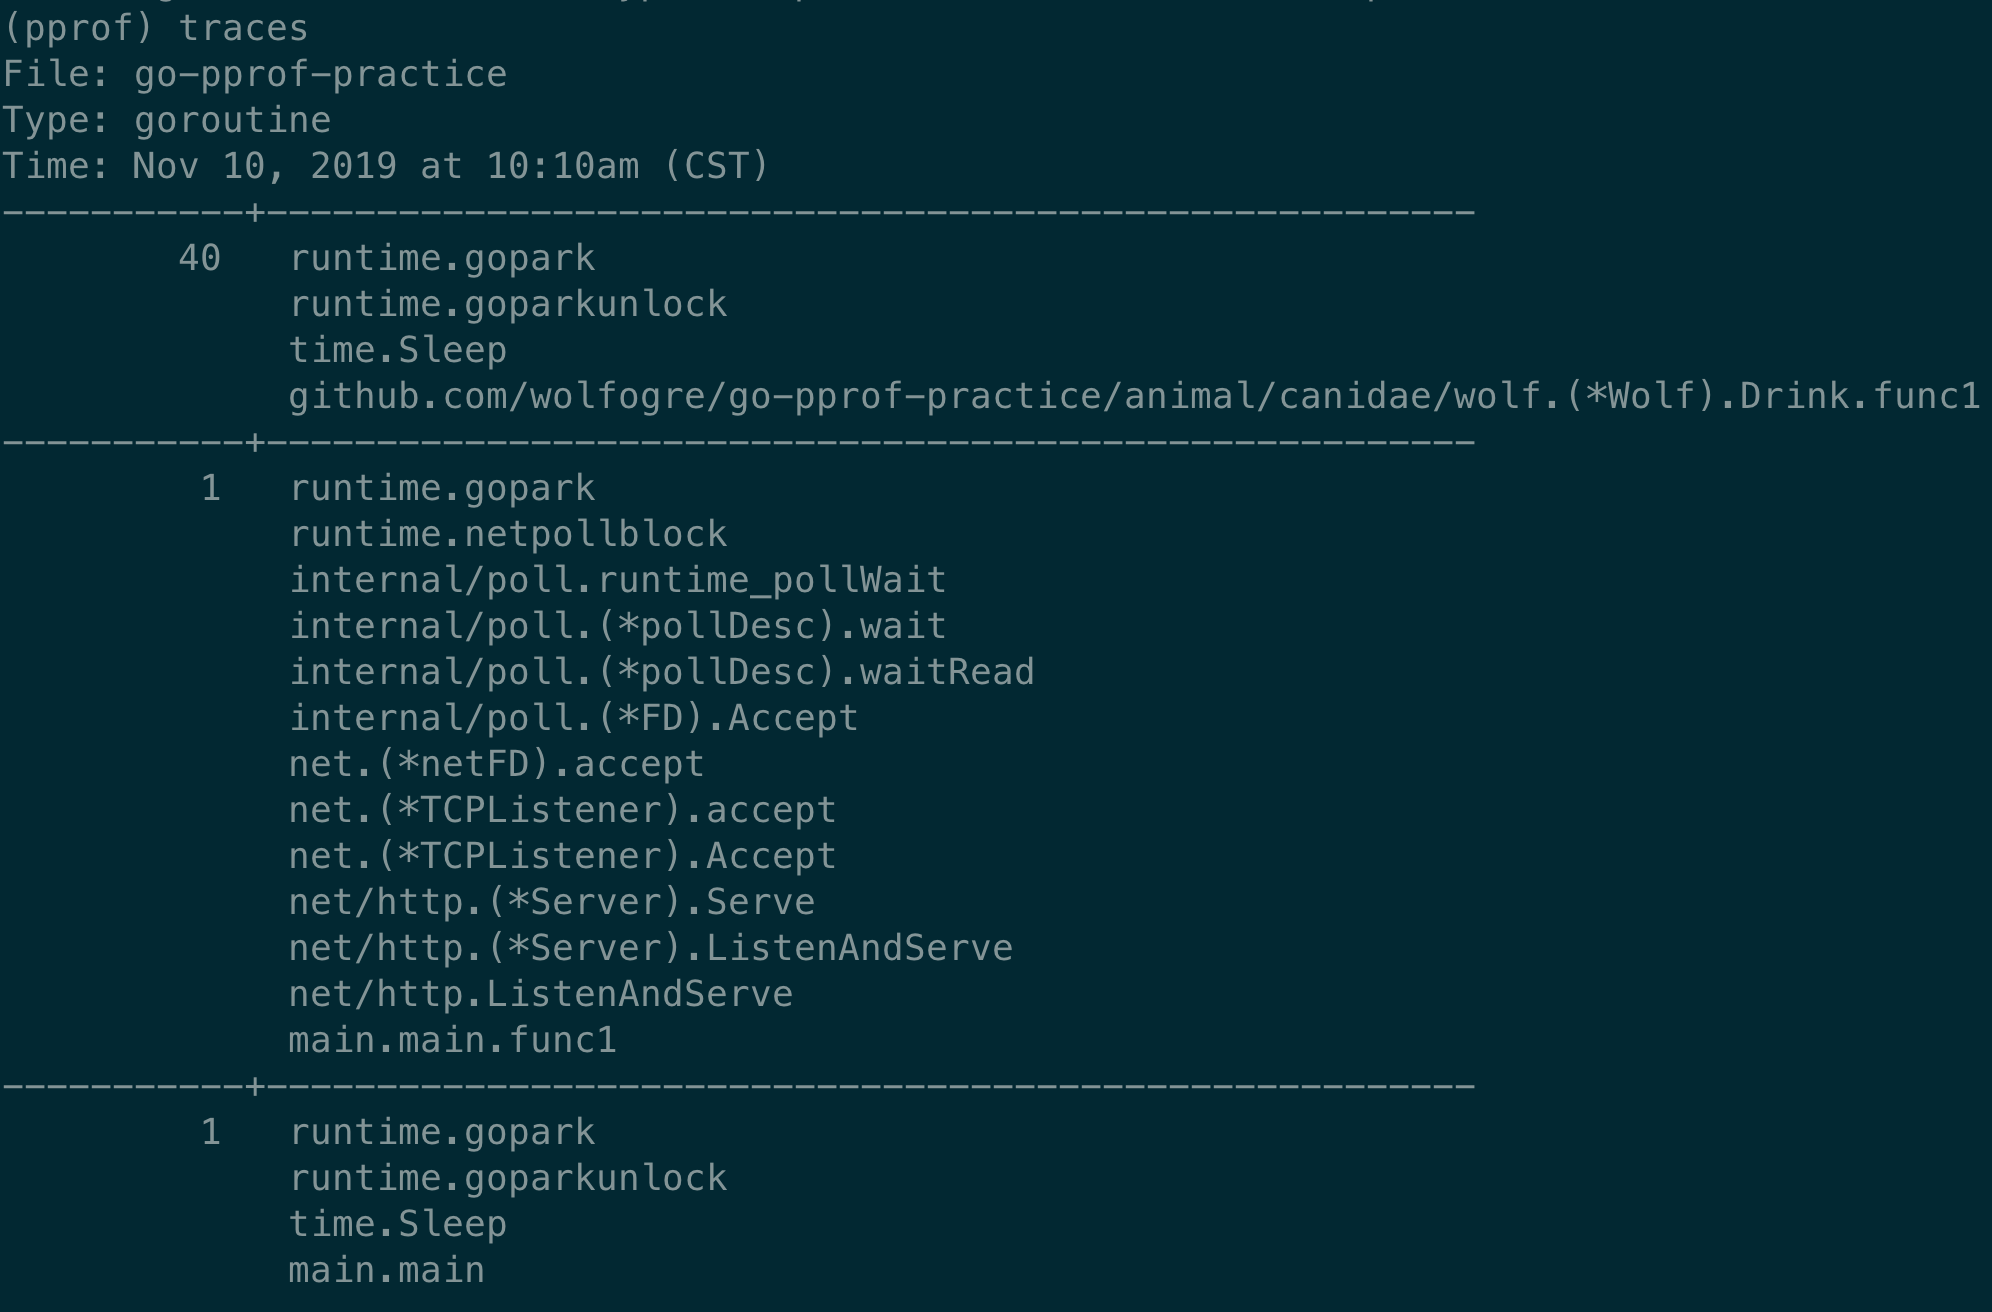 (pprof) traces
File: go-pprof-practice
Type: goroutine
Time: Nov 10, 2019 at 10:10am (CST)
-----------+-------------------------------------------------------
40 runtime.gopark
runtime.goparkunlock
time.Sleep
github.com/wolfogre/go-pprof-practice/animal/canidae/wolf.(*Wolf).Drink.func1
-----------+-------------------------------------------------------
1 runtime.gopark
runtime.netpollblock
internal/poll.runtime_pollWait
internal/poll.(*pollDesc).wait
internal/poll.(*pollDesc).waitRead
internal/poll.(*FD).Accept
net.(*netFD).accept
net.(*TCPListener).accept
net.(*TCPListener).Accept
net/http.(*Server).Serve
net/http.(*Server).ListenAndServe
net/http.ListenAndServe
main.main.func1
-----------+-------------------------------------------------------
1 runtime.gopark
runtime.goparkunlock
time.Sleep
main.main